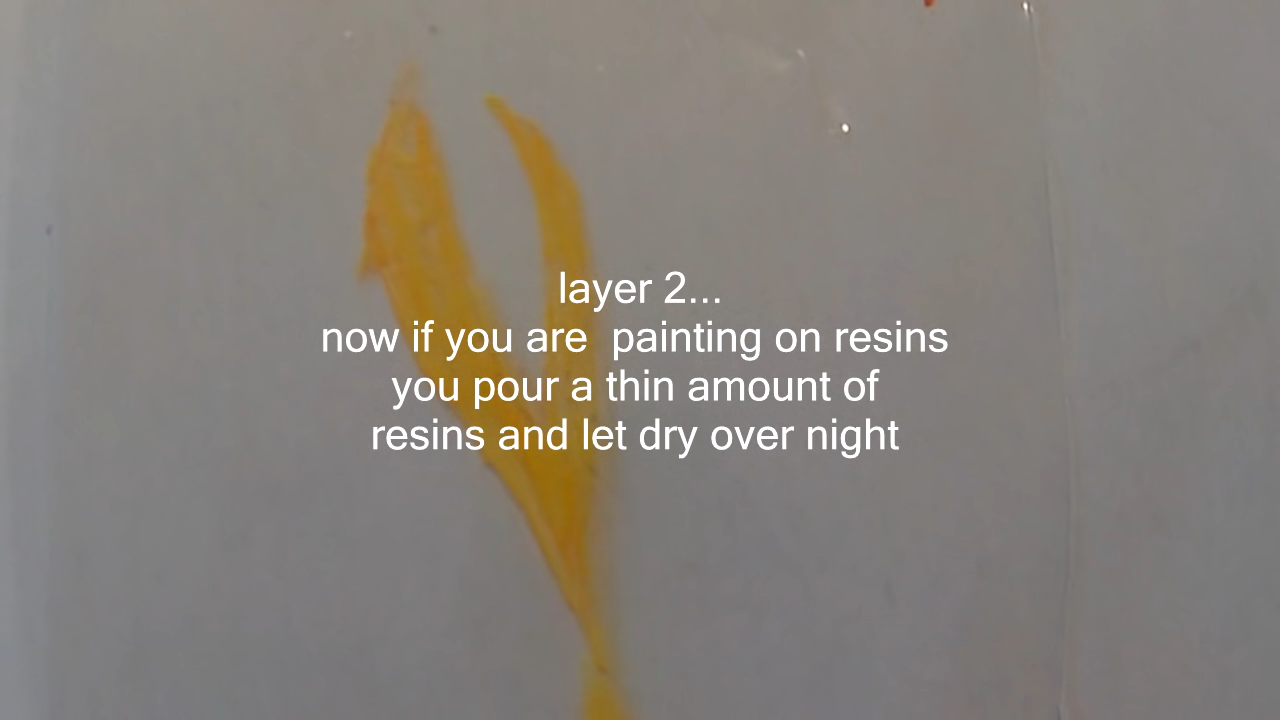 layer 2...
now if you are  painting on resins
you pour a thin amount of
resins and let dry over night